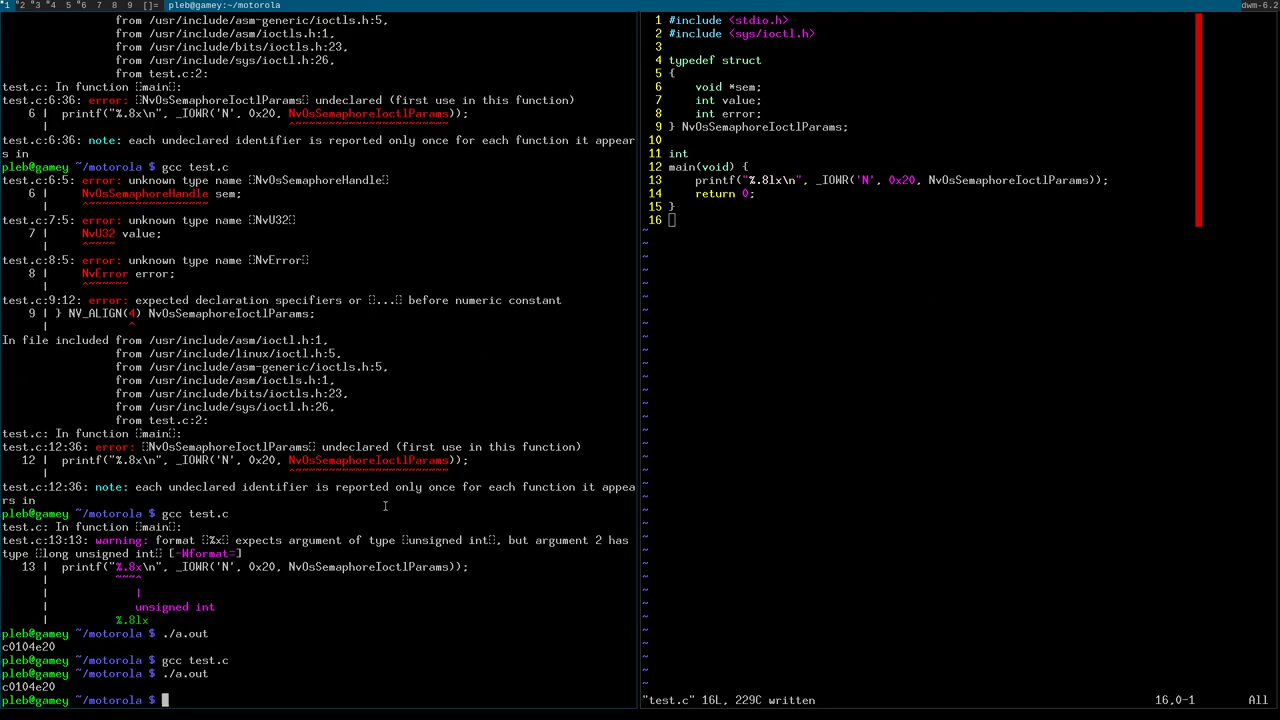 1 2 3 4 5 6 7 8 9 []= pleb@gamey:~/motorola dwm-6.2
from /usr/include/asm-generic/ioctls.h:5,
from /usr/include/asm/ioctls.h:1,
from /usr/include/bits/ioctls.h:23,
from /usr/include/sys/ioctl.h:26,
from test.c:2:
test.c: In function main:
test.c:6:36: error: NvOsSemaphoreIoctlParams undeclared (first use in this function)
6 | printf("%.8x\n", _IOWR('N', 0x20, NvOsSemaphoreIoctlParams));
| ^~~~~~~~~~~~~~~~~~~~~~~~
test.c:6:36: note: each undeclared identifier is reported only once for each function it appea
rs in
pleb@gamey ~/motorola $ gcc test.c
test.c:6:5: error: unknown type name NvOsSemaphoreHandle
6 | NvOsSemaphoreHandle sem;
| ^~~~~~~~~~~~~~~~~~~
test.c:7:5: error: unknown type name NvU32
7 | NvU32 value;
| ^~~~~
test.c:8:5: error: unknown type name NvError
8 | NvError error;
| ^~~~~~~
test.c:9:12: error: expected declaration specifiers or ... before numeric constant
9 | } NV_ALIGN(4) NvOsSemaphoreIoctlParams;
| ^
In file included from /usr/include/asm/ioctl.h:1,
from /usr/include/linux/ioctl.h:5,
from /usr/include/asm-generic/ioctls.h:5,
from /usr/include/asm/ioctls.h:1,
from /usr/include/bits/ioctls.h:23,
from /usr/include/sys/ioctl.h:26,
from test.c:2:
test.c: In function main:
test.c:12:36: error: NvOsSemaphoreIoctlParams undeclared (first use in this function)
12 | printf("%.8x\n", _IOWR('N', 0x20, NvOsSemaphoreIoctlParams));
| ^~~~~~~~~~~~~~~~~~~~~~~~
test.c:12:36: note: each undeclared identifier is reported only once for each function it appea
rs in
pleb@gamey ~/motorola $ gcc test.c
test.c: In function main:
test.c:13:13: warning: format %x expects argument of type unsigned int, but argument 2 has
type long unsigned int [-Wformat=]
13 | printf("%.8x\n", _IOWR('N', 0x20, NvOsSemaphoreIoctlParams));
| ~~~^
| |
| unsigned int
| %.8lx
pleb@gamey ~/motorola $ ./a.out
c0104e20
pleb@gamey ~/motorola $ gcc test.c
pleb@gamey ~/motorola $ ./a.out
c0104e20
pleb@gamey ~/motorola $
1 #include <stdio.h>
2 #include <sys/ioctl.h>
3
4 typedef struct
5 {
6 void *sem;
7 int value;
8 int error;
9 } NvOsSemaphoreIoctlParams;
10
11 int
12 main(void) {
13 printf("%.8lx\n", _IOWR('N', 0x20, NvOsSemaphoreIoctlParams));
14 return 0;
15 }
16
"test.c" 16L, 229C written 16,0-1 All